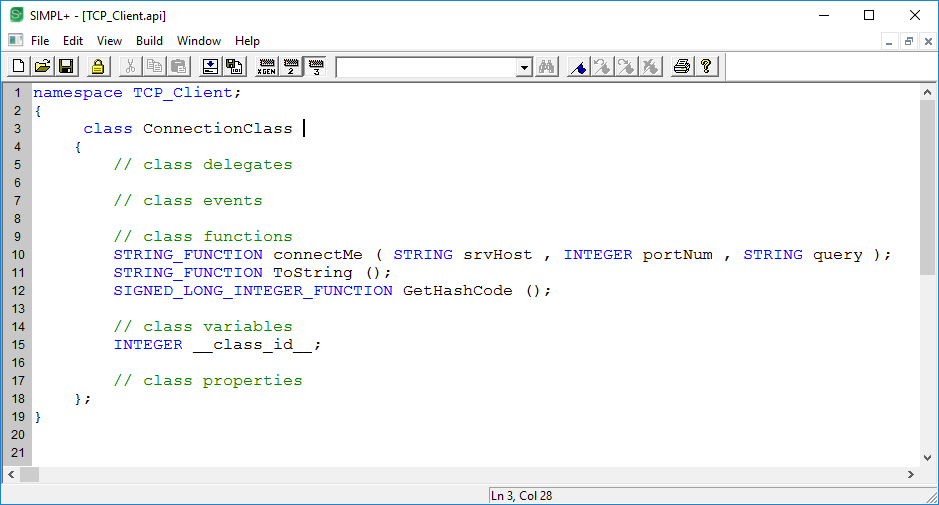 SIMPL+ - [TCP_Client.api]
File Edit View Build Window Help
XGEN 2 3
1 namespace TCP_Client;
2 {
3 class ConnectionClass
4 {
5 // class delegates
6
7 // class events
8
9 // class functions
10 STRING_FUNCTION connectMe ( STRING srvHost , INTEGER portNum , STRING query );
11 STRING_FUNCTION ToString ();
12 SIGNED_LONG_INTEGER_FUNCTION GetHashCode ();
13
14 // class variables
15 INTEGER __class_id__;
16
17 // class properties
18 };
19 }
20
21
Ln 3, Col 28